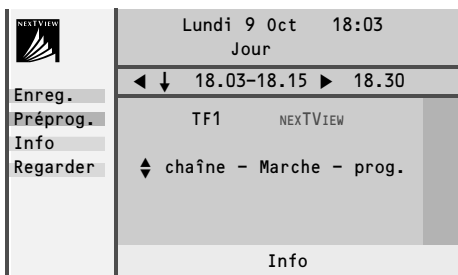 NEXTVIEW
Lundi 9 Oct 18:03
Jour
18.03-18.15 18.30
Enreg.
Préprog.
Info
Regarder
TF1 NEXTVIEW
chaîne - Marche - prog.
Info